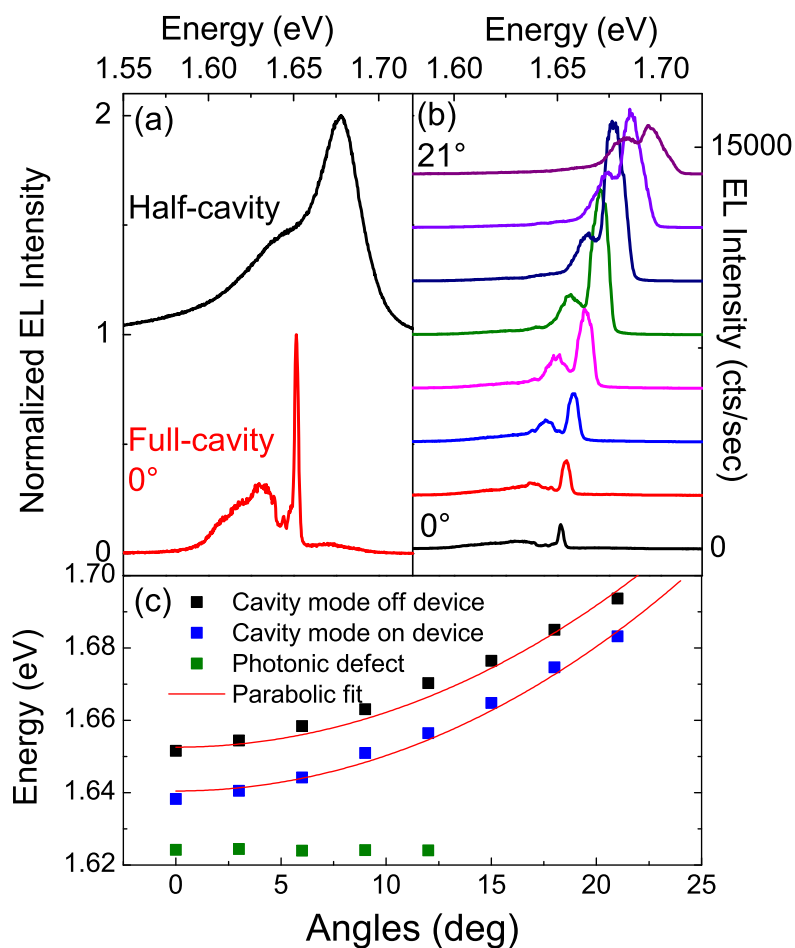 Energy (eV)
Energy (eV)
1.55 1.60 1.65 1.70
1.60 1.65 1.70
(a)
(b)
2
1
0
Normalized EL Intensity
Half-cavity
Full-cavity
0°
21°
0°
15000
0
EL Intensity (cts/sec)
(c)
Cavity mode off device
Cavity mode on device
Photonic defect
Parabolic fit
1.70
1.68
1.66
1.64
1.62
Energy (eV)
0 5 10 15 20 25
Angles (deg)